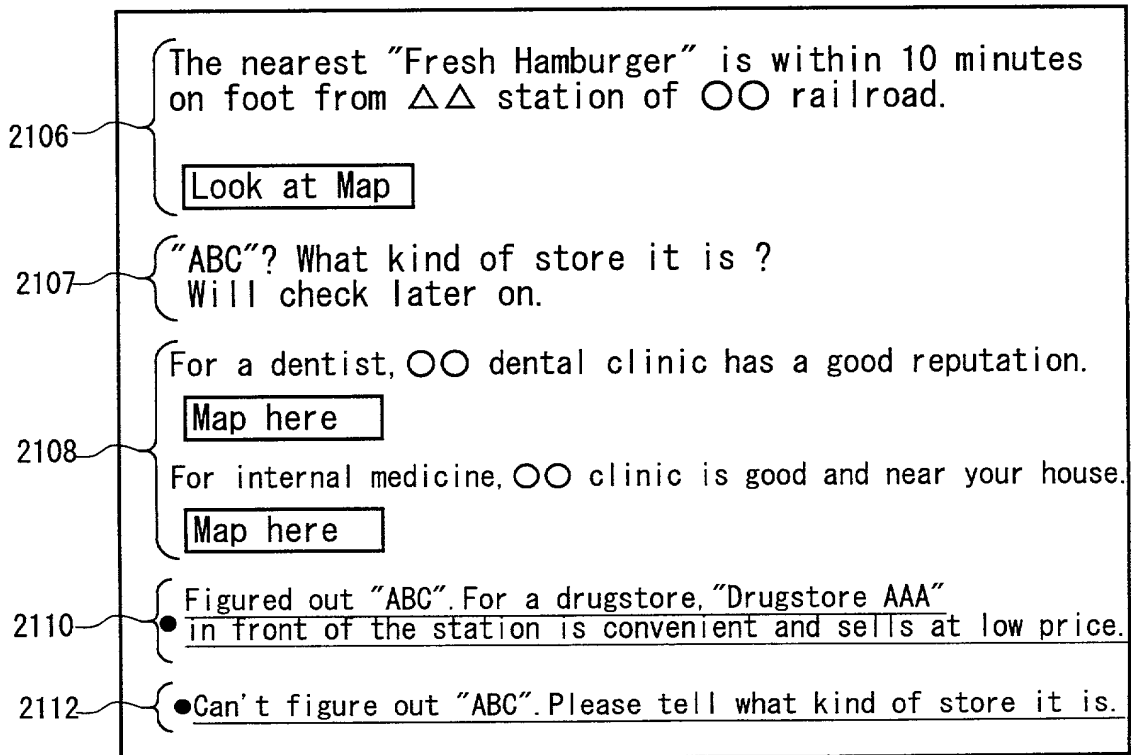 The nearest "Fresh Hamburger" is within 10 minutes
on foot from △△ station of ○○ railroad.
2106
Look at Map
"ABC"? What kind of store it is ?
2107
Will check later on.
For a dentist, ○○ dental clinic has a good reputation.
Map here
2108
For internal medicine, ○○ clinic is good and near your house.
Map here
Figured out "ABC". For a drugstore, "Drugstore AAA"
2110
● in front of the station is convenient and sells at low price.
2112
●Can't figure out "ABC". Please tell what kind of store it is.